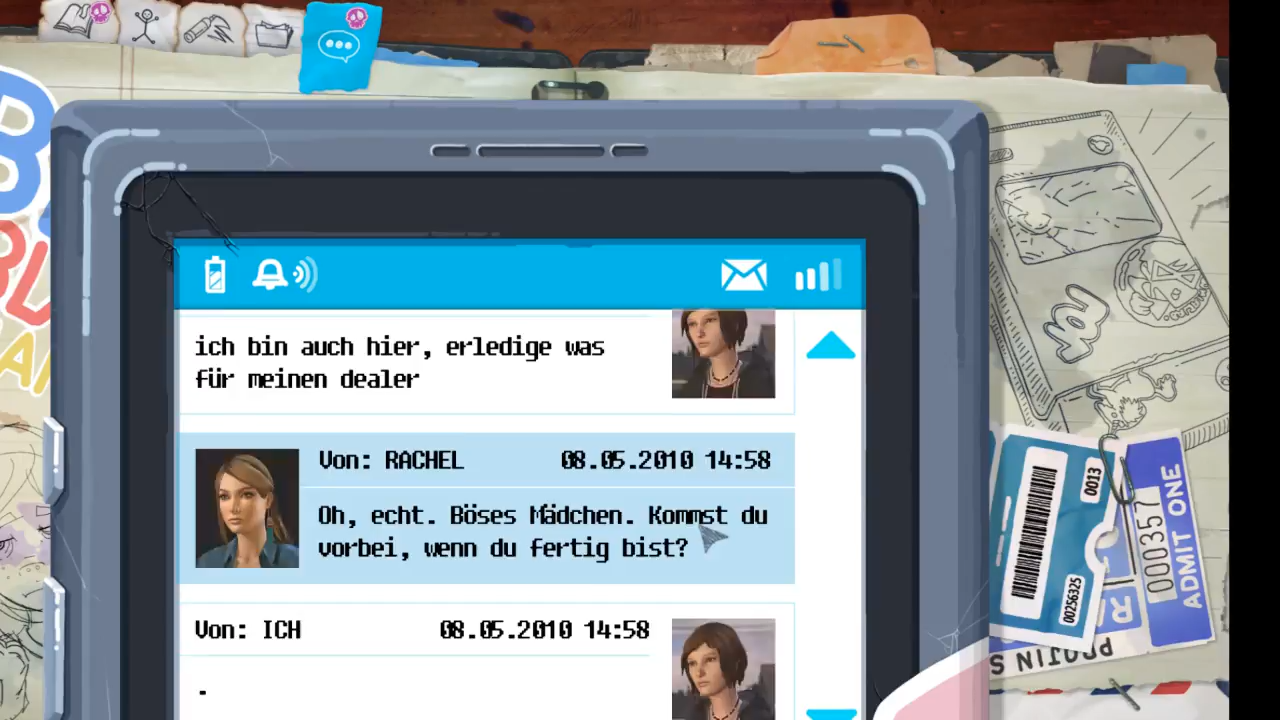 ich bin auch hier, erledige was
für meinen dealer
Von: RACHEL 08.05.2010 14:58
Oh, echt. Böses Mädchen. Kommst du
vorbei, wenn du fertig bist?
Von: ICH 08.05.2010 14:58
.
yoh
0013
00256325
000357
ADMIT ONE